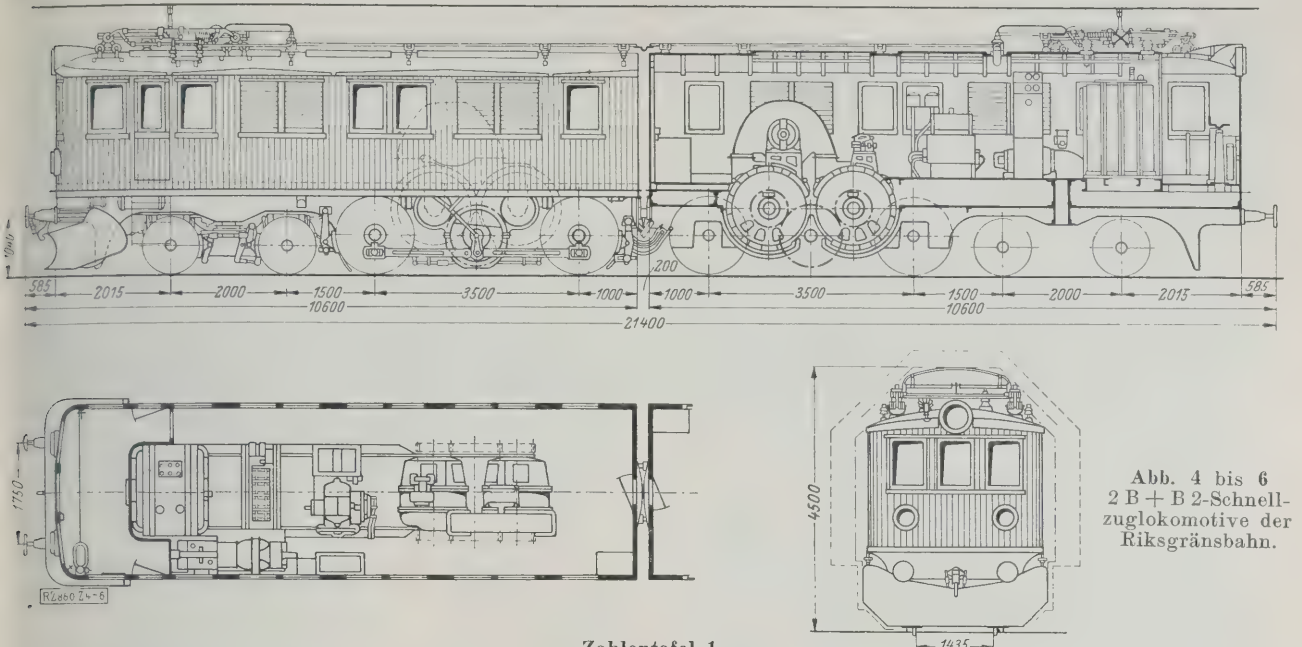 1000
200
585 2015 2000 1500 3500 1000 1000 3500 1500 2000 2015 585
10600 10600
21400
1750
4500
Abb. 4 bis 6
2 B + B 2-Schnell-
zuglokomotive der
Riksgränsbahn.
RZ860 Z4-6
Zahlentafel 1
1435